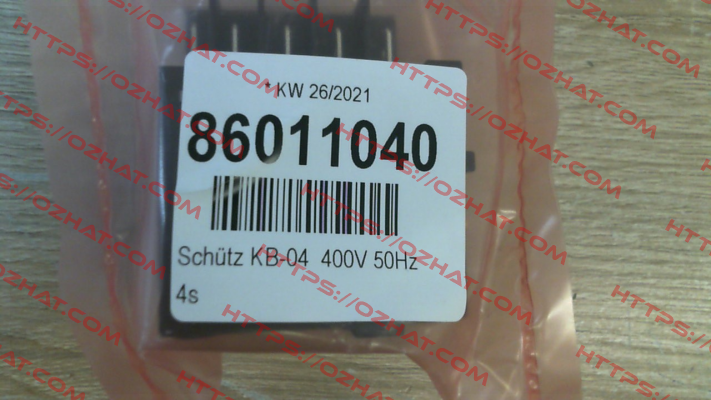 KW 26/2021
86011040
Schütz KB-04 400V 50Hz
4s
HTTPS://OZHAT.COM